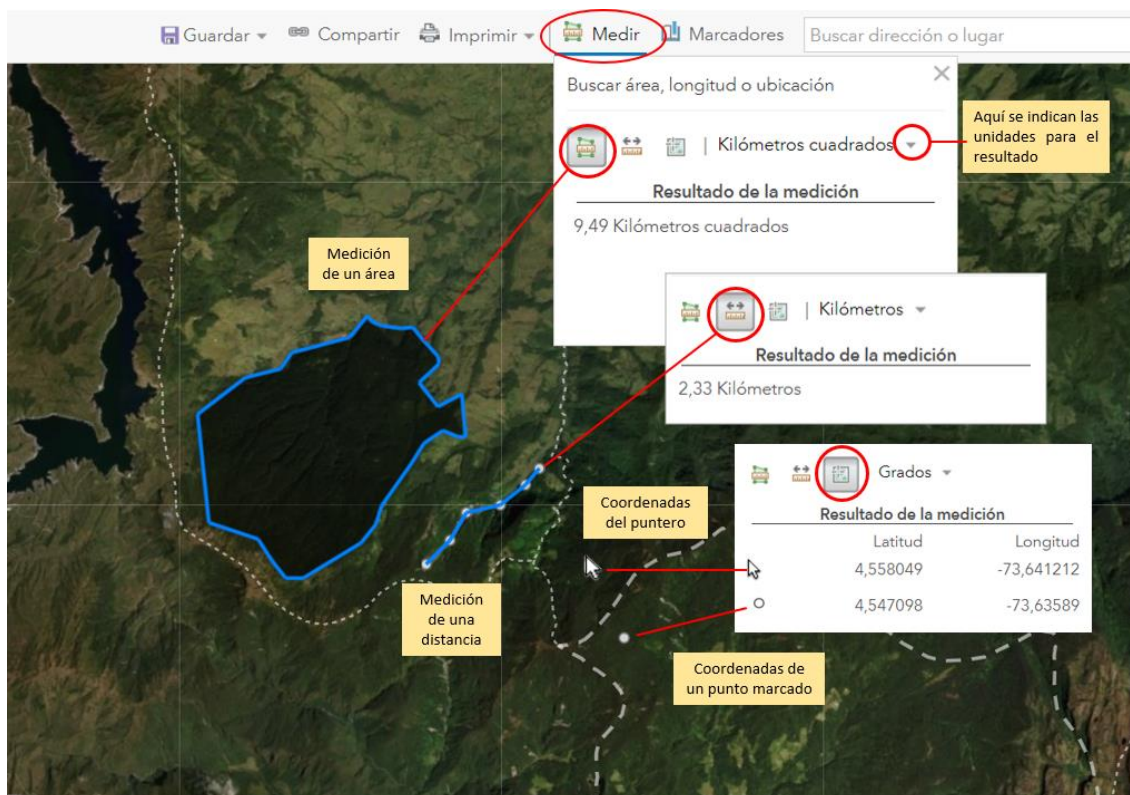 Guardar Compartir Imprimir Medir Marcadores Buscar dirección o lugar
Buscar área, longitud o ubicación
Aquí se indican las
unidades para el
resultado
| Kilómetros cuadrados
Resultado de la medición
9,49 Kilómetros cuadrados
Medición
de un área
| Kilómetros
Resultado de la medición
2,33 Kilómetros
Grados
Resultado de la medición
Latitud Longitud
4,558049 -73,641212
4,547098 -73,63589
Coordenadas
del puntero
Medición
de una
distancia
Coordenadas de
un punto marcado